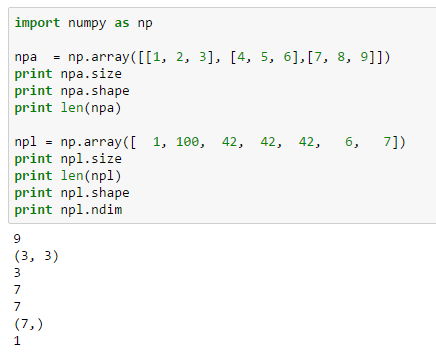 import numpy as np
npa  = np.array([[1, 2, 3], [4, 5, 6],[7, 8, 9]])
print npa.size
print npa.shape
print len(npa)
npl = np.array([  1, 100,  42,  42,  42,   6,   7])
print npl.size
print len(npl)
print npl.shape
print npl.ndim
9
(3, 3)
3
7
7
(7,)
1